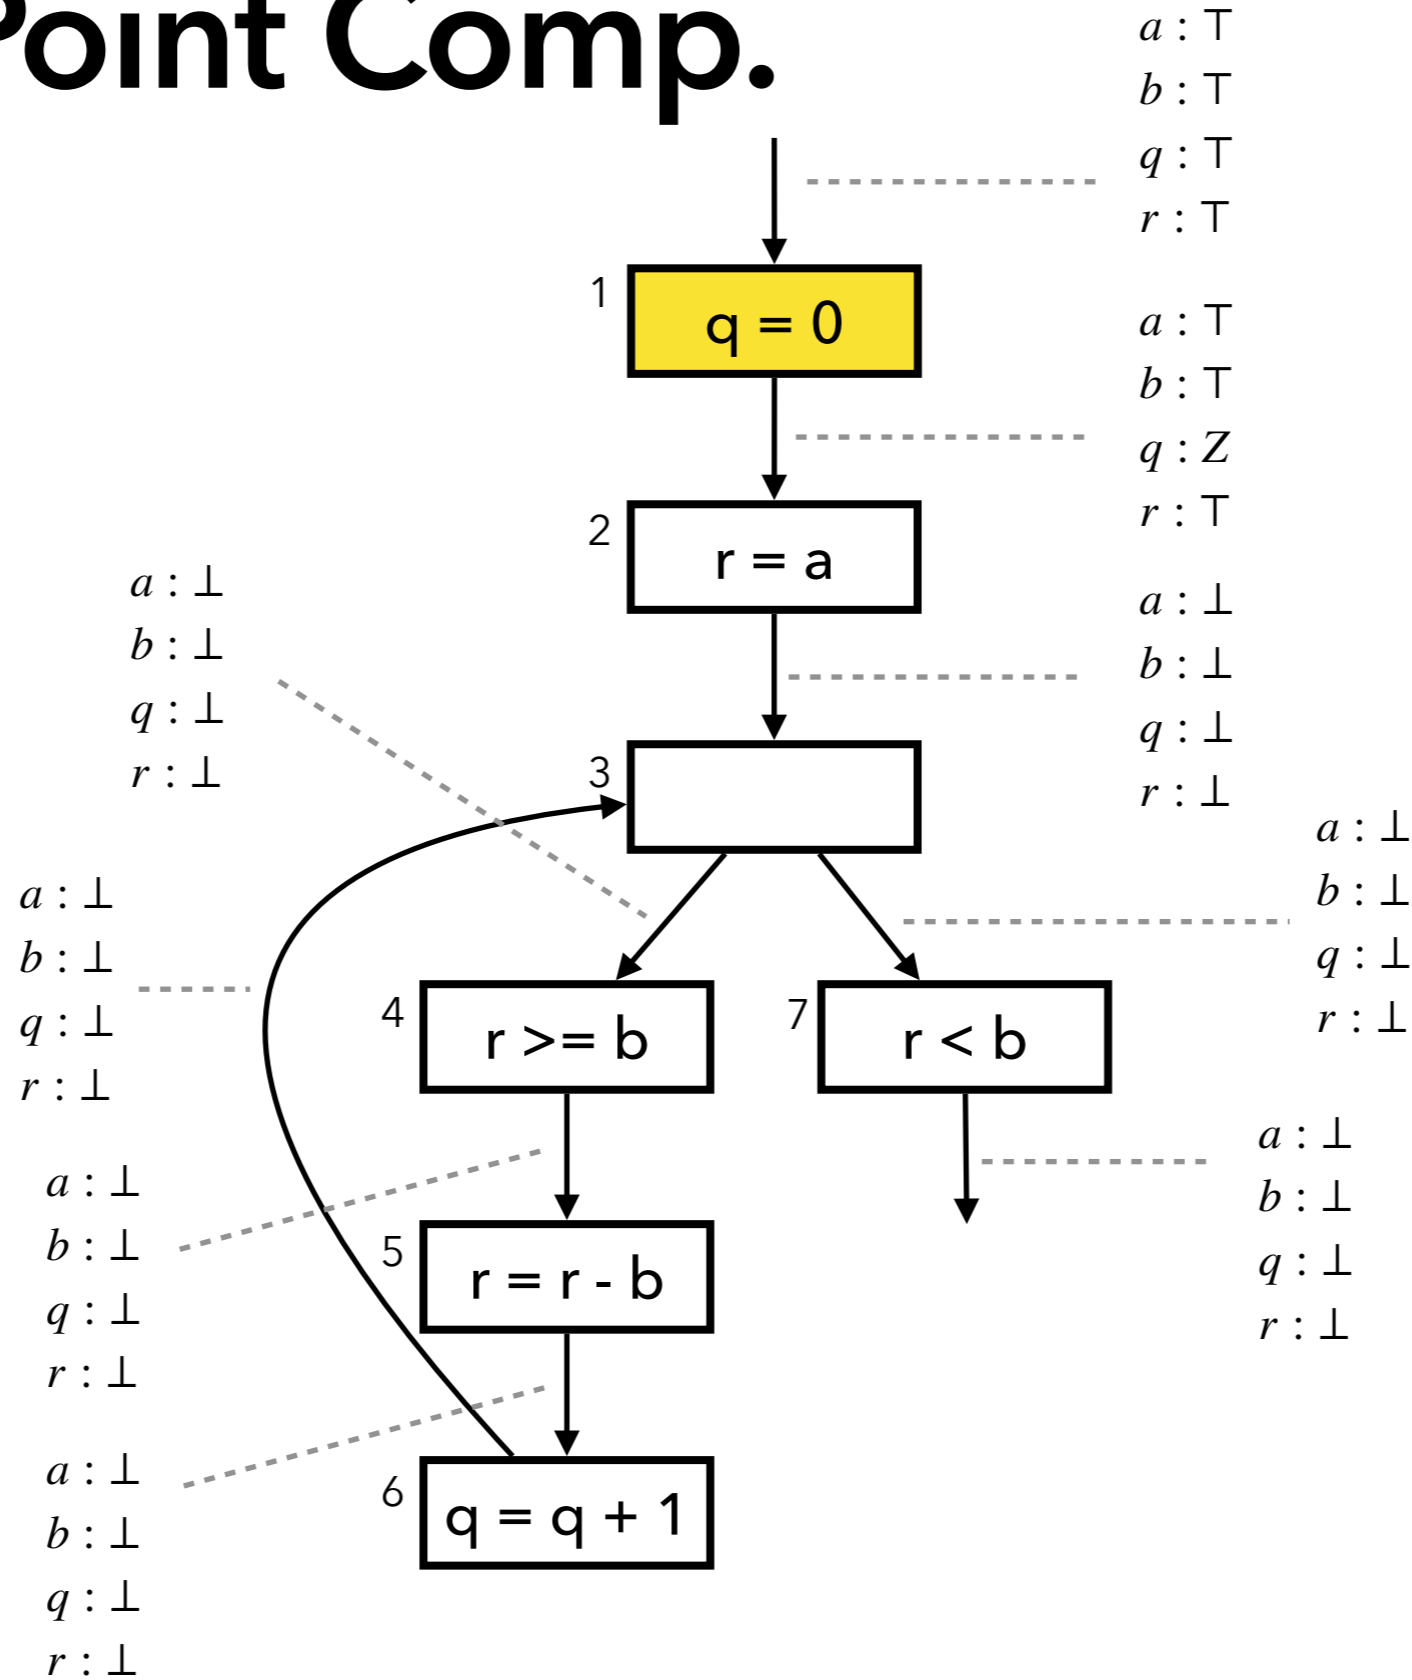 Point Comp.
a : ⊤
b : ⊤
q : ⊤
r : ⊤
1
q = 0
a : ⊤
b : ⊤
q : Z
r : ⊤
2
r = a
a : ⊥
b : ⊥
q : ⊥
r : ⊥
a : ⊥
b : ⊥
q : ⊥
r : ⊥
3
a : ⊥
b : ⊥
q : ⊥
r : ⊥
a : ⊥
b : ⊥
q : ⊥
r : ⊥
4
r >= b
7
r < b
a : ⊥
b : ⊥
q : ⊥
r : ⊥
a : ⊥
b : ⊥
q : ⊥
r : ⊥
5
r = r - b
a : ⊥
b : ⊥
q : ⊥
r : ⊥
6
q = q + 1